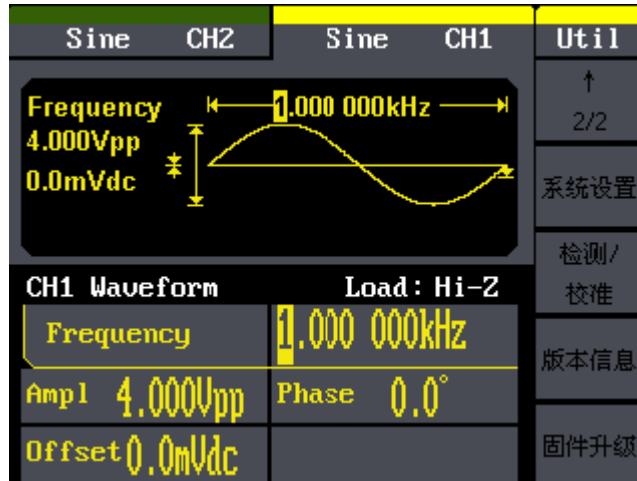 Sine CH2 Sine CH1 Util
↑
2/2
Frequency 1.000 000kHz
4.000Vpp
0.0mVdc
系统设置
检测/
校准
CH1 Waveform Load: Hi-Z
Frequency 1.000 000kHz
版本信息
Ampl 4.000Vpp Phase 0.0°
Offset 0.0mVdc
固件升级